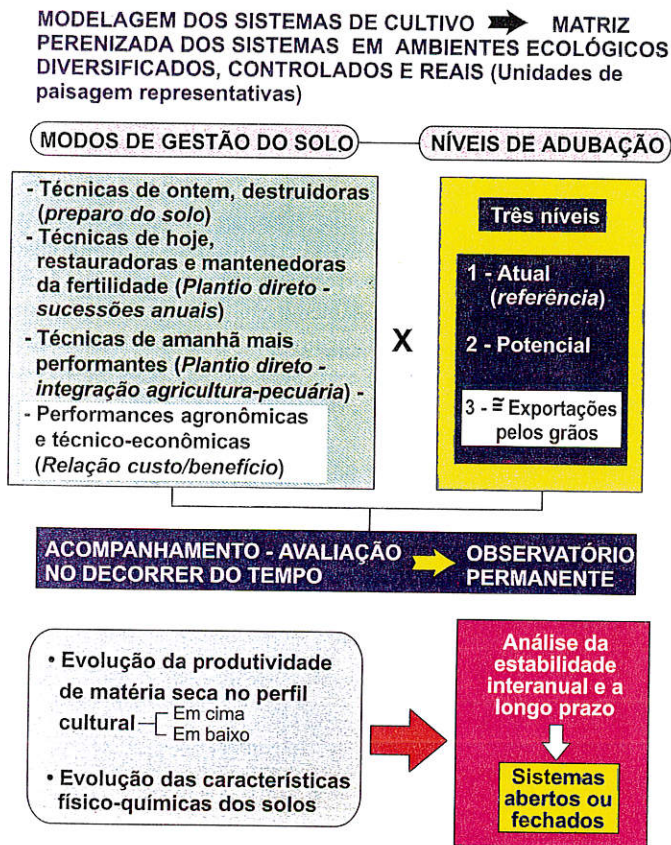 MODELAGEM DOS SISTEMAS DE CULTIVO ➨ MATRIZ
PERENIZADA DOS SISTEMAS EM AMBIENTES ECOLÓGICOS
DIVERSIFICADOS, CONTROLADOS E REAIS (Unidades de
paisagem representativas)
MODOS DE GESTÃO DO SOLO
- Técnicas de ontem, destruidoras
(preparo do solo)
- Técnicas de hoje,
restauradoras e mantenedoras
da fertilidade (Plantio direto -
sucessões anuais)
- Técnicas de amanhã mais
performantes (Plantio direto -
integração agricultura-pecuária) -
- Performances agronômicas
e técnico-econômicas
(Relação custo/benefício)
X
NÍVEIS DE ADUBAÇÃO
Três níveis
1 - Atual
(referência)
2 - Potencial
3 - ≅ Exportações
pelos grãos
ACOMPANHAMENTO - AVALIAÇÃO
NO DECORRER DO TEMPO
OBSERVATÓRIO
PERMANENTE
• Evolução da produtividade
de matéria seca no perfil
cultural
Em cima
Em baixo
• Evolução das características
físico-químicas dos solos
Análise da
estabilidade
interanual e a
longo prazo
Sistemas
abertos ou
fechados